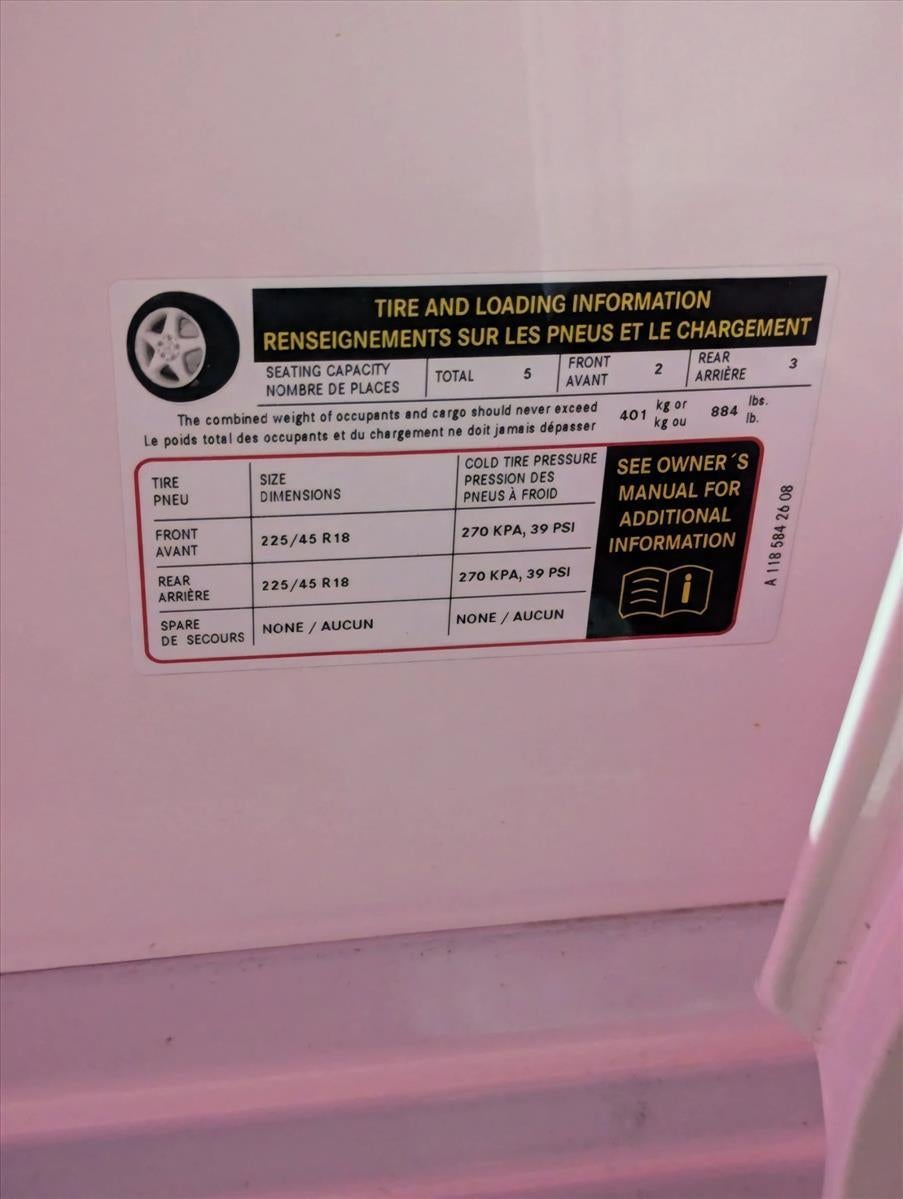 TIRE AND LOADING INFORMATION
RENSEIGNEMENTS SUR LES PNEUS ET LE CHARGEMENT
SEATING CAPACITY
NOMBRE DE PLACES
TOTAL 5
FRONT
AVANT
2
REAR
ARRIÈRE
3
The combined weight of occupants and cargo should never exceed
Le poids total des occupants et du chargement ne doit jamais dépasser
401
kg or
kg ou
884
lbs.
lb.
TIRE
PNEU
SIZE
DIMENSIONS
COLD TIRE PRESSURE
PRESSION DES
PNEUS À FROID
FRONT
AVANT
225/45 R18
270 KPA, 39 PSI
REAR
ARRIÈRE
225/45 R18
270 KPA, 39 PSI
SPARE
DE SECOURS
NONE / AUCUN
NONE / AUCUN
SEE OWNER´S
MANUAL FOR
ADDITIONAL
INFORMATION
i
A 118 584 26 08